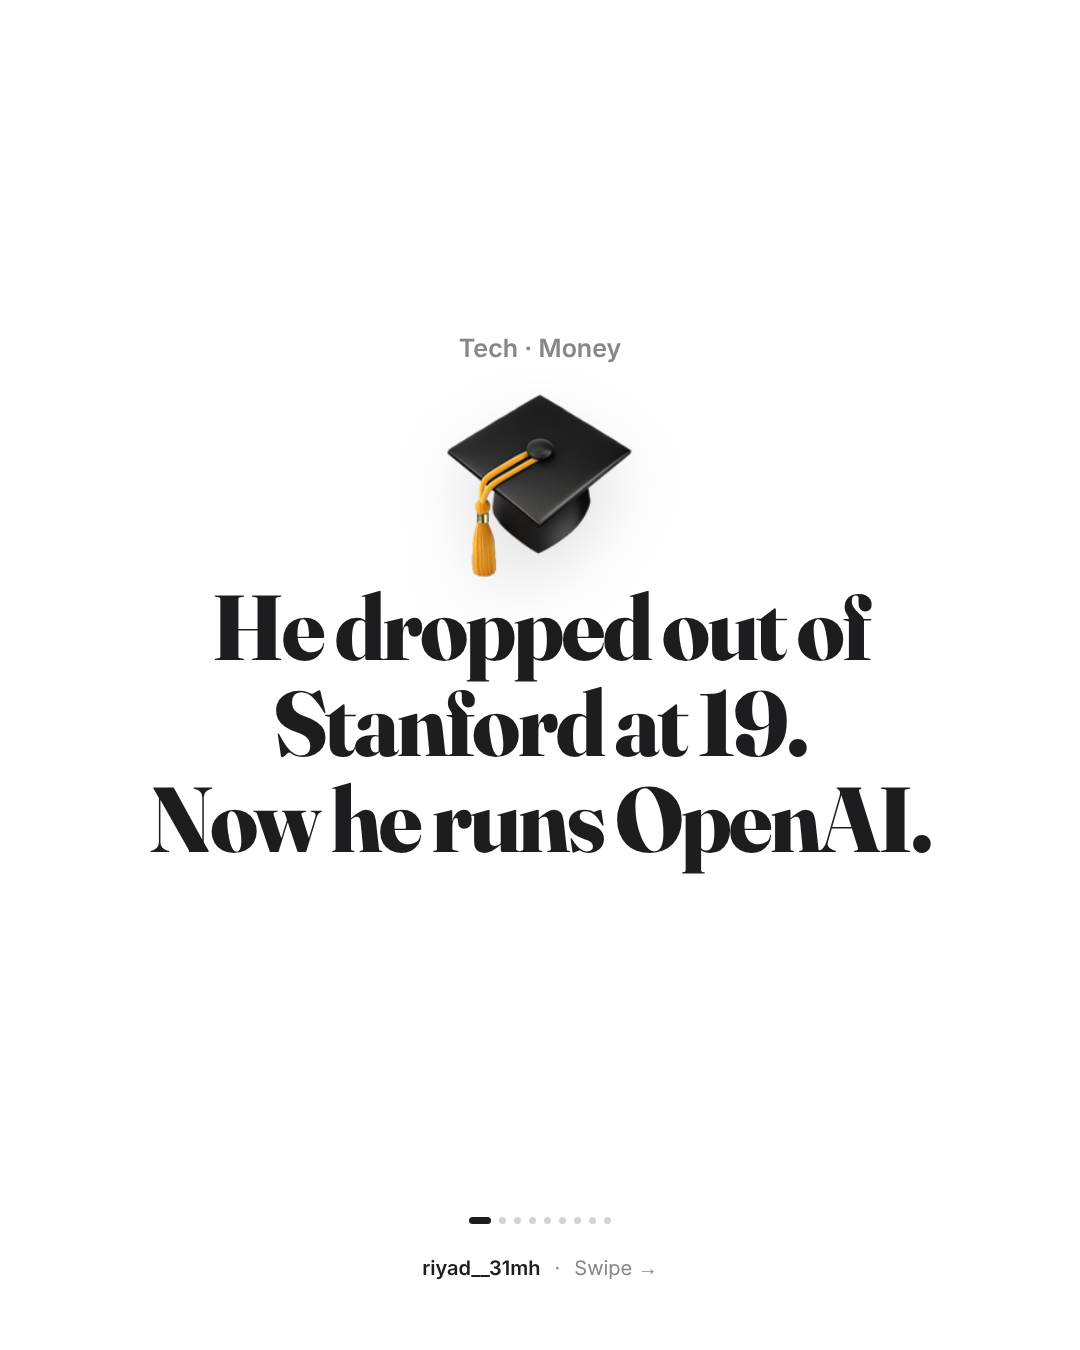 Tech · Money
He dropped out of
Stanford at 19.
Now he runs OpenAI.
riyad__31mh · Swipe →